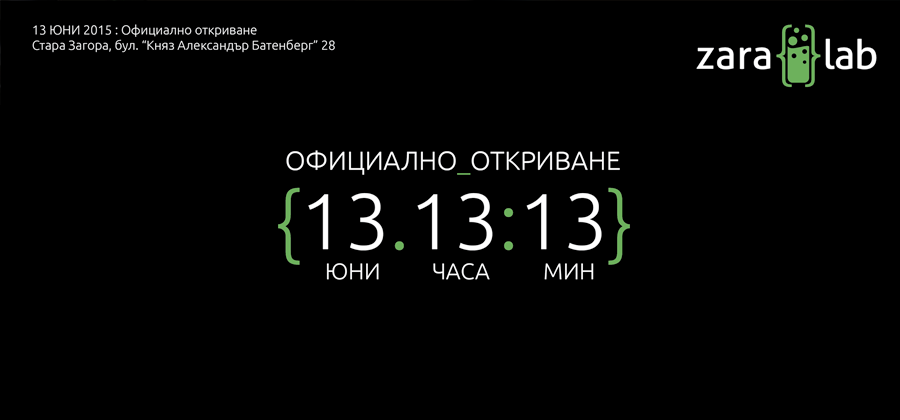 13 ЮНИ 2015 : Официално откриване
Стара Загора, бул. “Княз Александър Батенберг” 28
zara{}lab
ОФИЦИАЛНО_ОТКРИВАНЕ
{13.13:13}
ЮНИ ЧАСА МИН